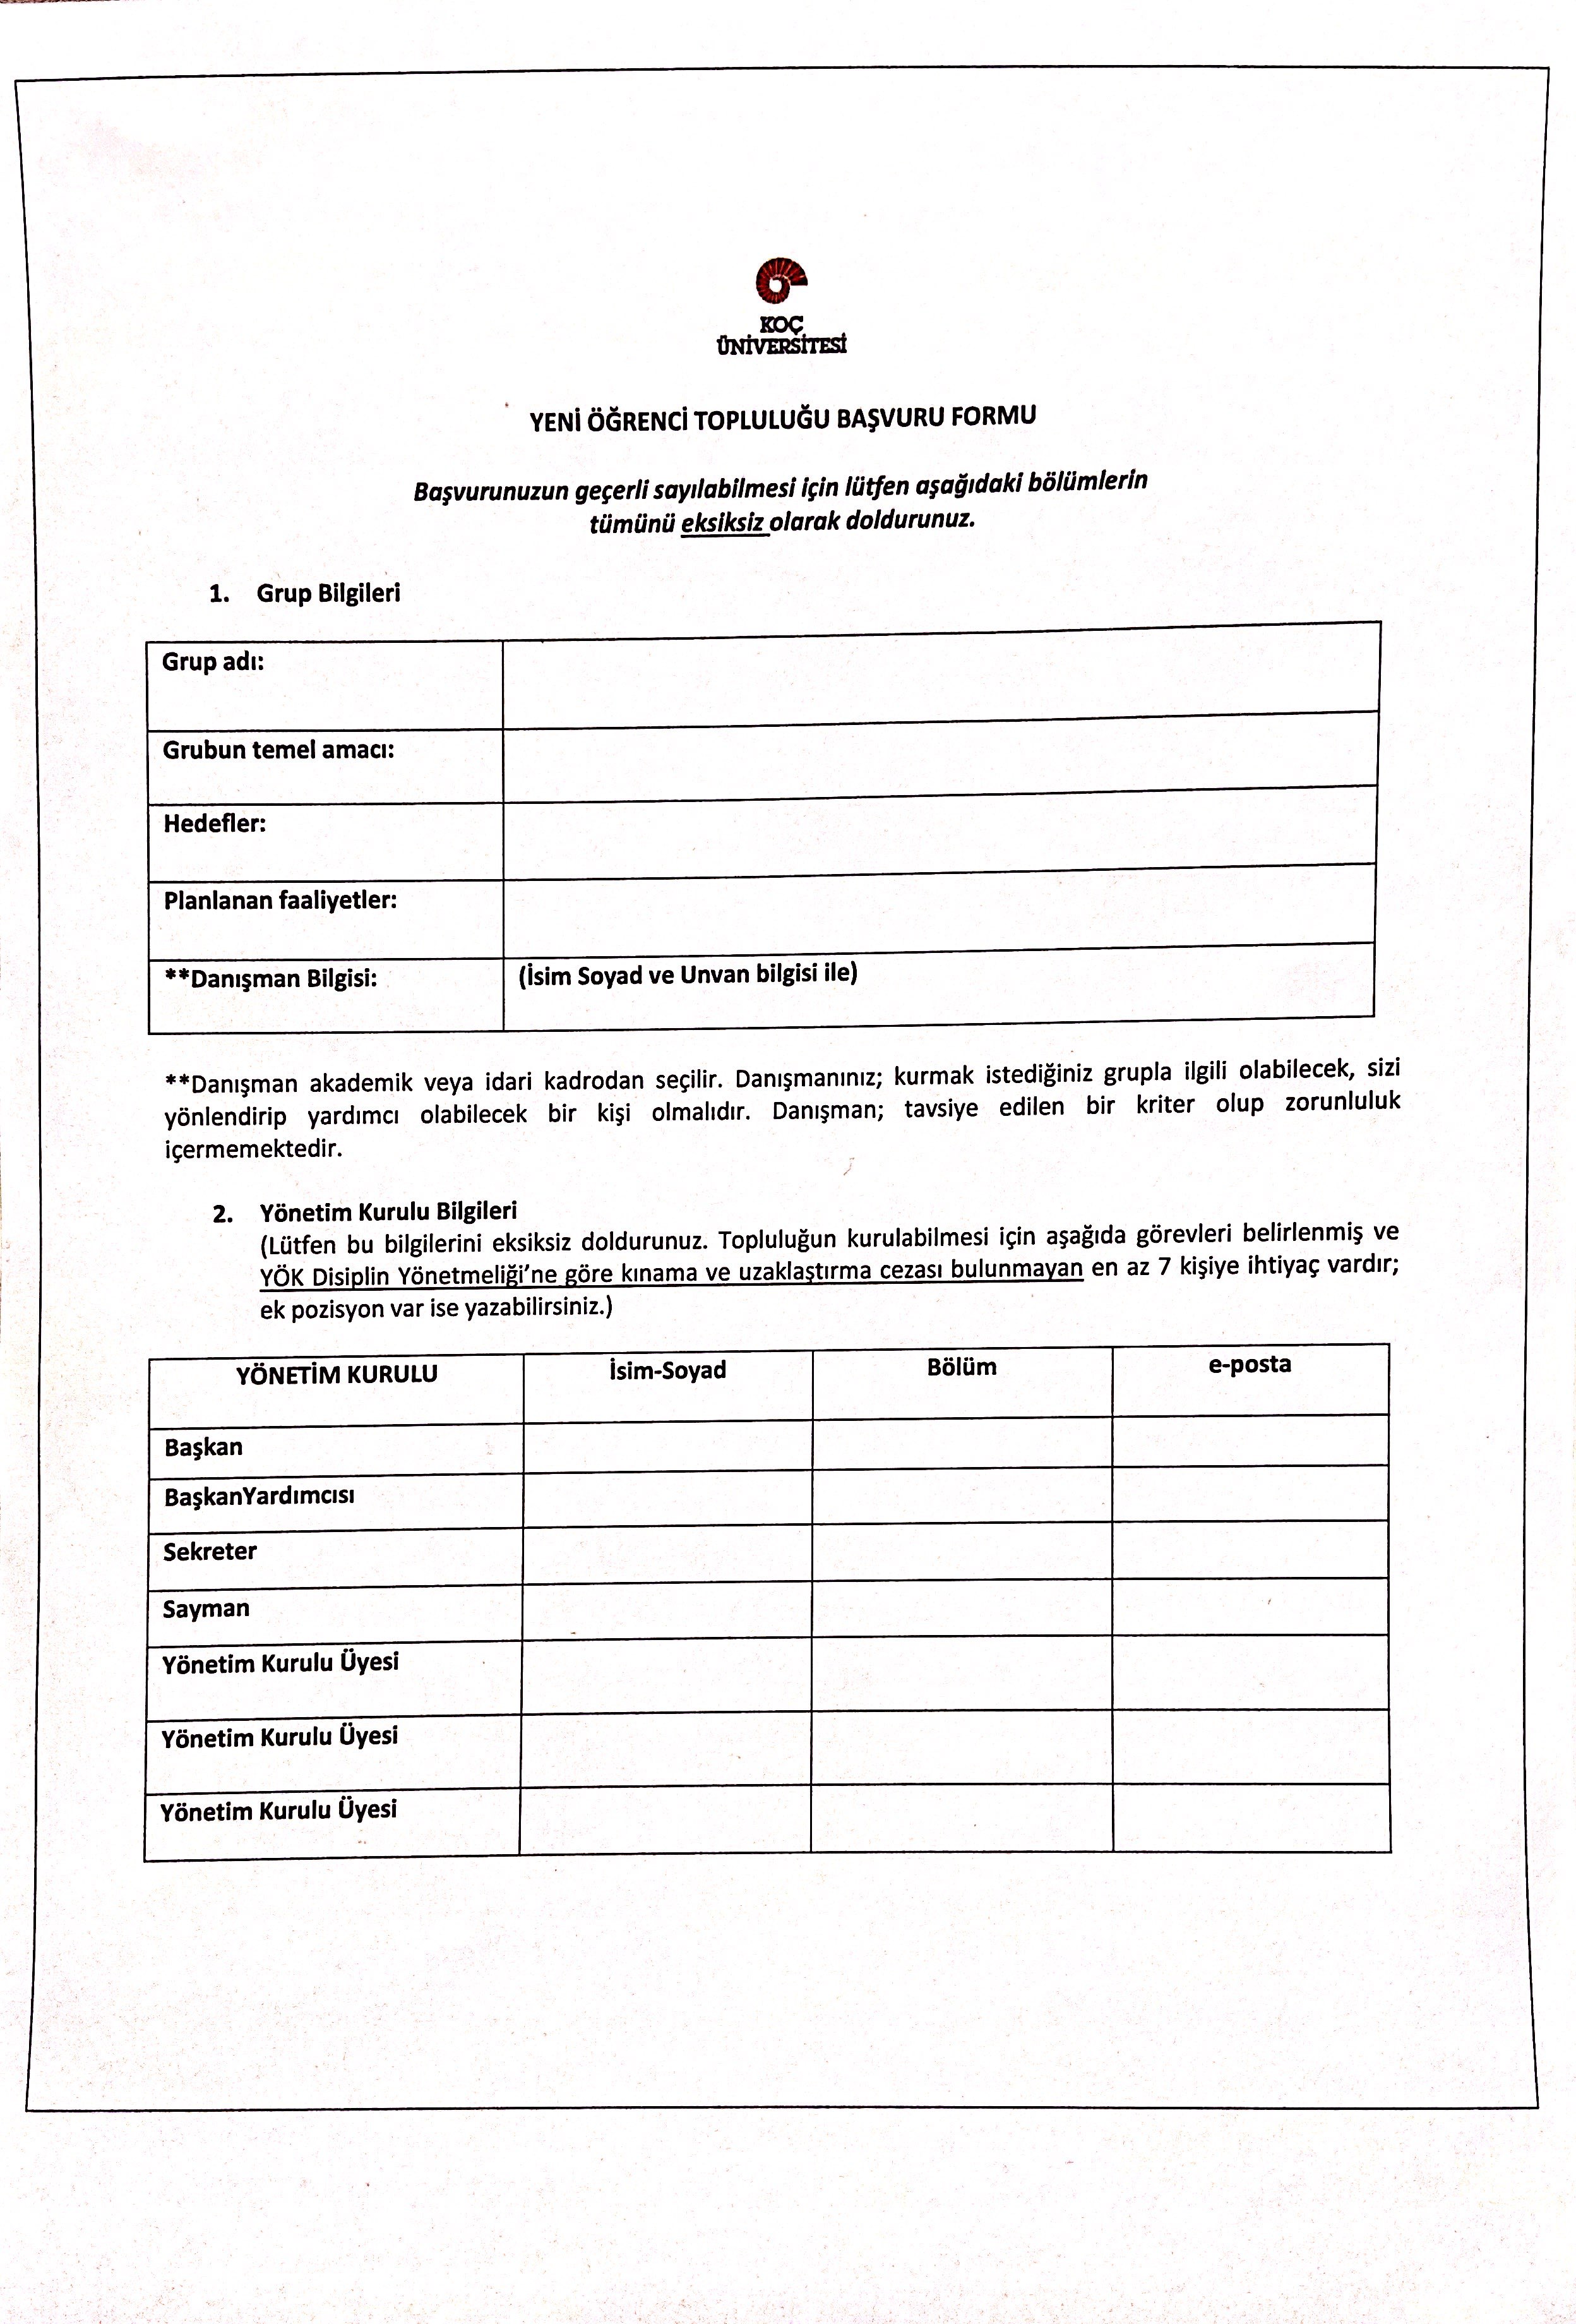 KOÇ
ÜNİVERSİTESİ
YENİ ÖĞRENCİ TOPLULUĞU BAŞVURU FORMU
Başvurunuzun geçerli sayılabilmesi için lütfen aşağıdaki bölümlerin
tümünü eksiksiz olarak doldurunuz.
1. Grup Bilgileri
Grup adı:
Grubun temel amacı:
Hedefler:
Planlanan faaliyetler:
**Danışman Bilgisi: (İsim Soyad ve Unvan bilgisi ile)
**Danışman akademik veya idari kadrodan seçilir. Danışmanınız; kurmak istediğiniz grupla ilgili olabilecek, sizi
yönlendirip yardımcı olabilecek bir kişi olmalıdır. Danışman; tavsiye edilen bir kriter olup zorunluluk
içermemektedir.
2. Yönetim Kurulu Bilgileri
(Lütfen bu bilgilerini eksiksiz doldurunuz. Topluluğun kurulabilmesi için aşağıda görevleri belirlenmiş ve
YÖK Disiplin Yönetmeliği'ne göre kınama ve uzaklaştırma cezası bulunmayan en az 7 kişiye ihtiyaç vardır;
ek pozisyon var ise yazabilirsiniz.)
YÖNETİM KURULU İsim-Soyad Bölüm e-posta
Başkan
BaşkanYardımcısı
Sekreter
Sayman
Yönetim Kurulu Üyesi
Yönetim Kurulu Üyesi
Yönetim Kurulu Üyesi